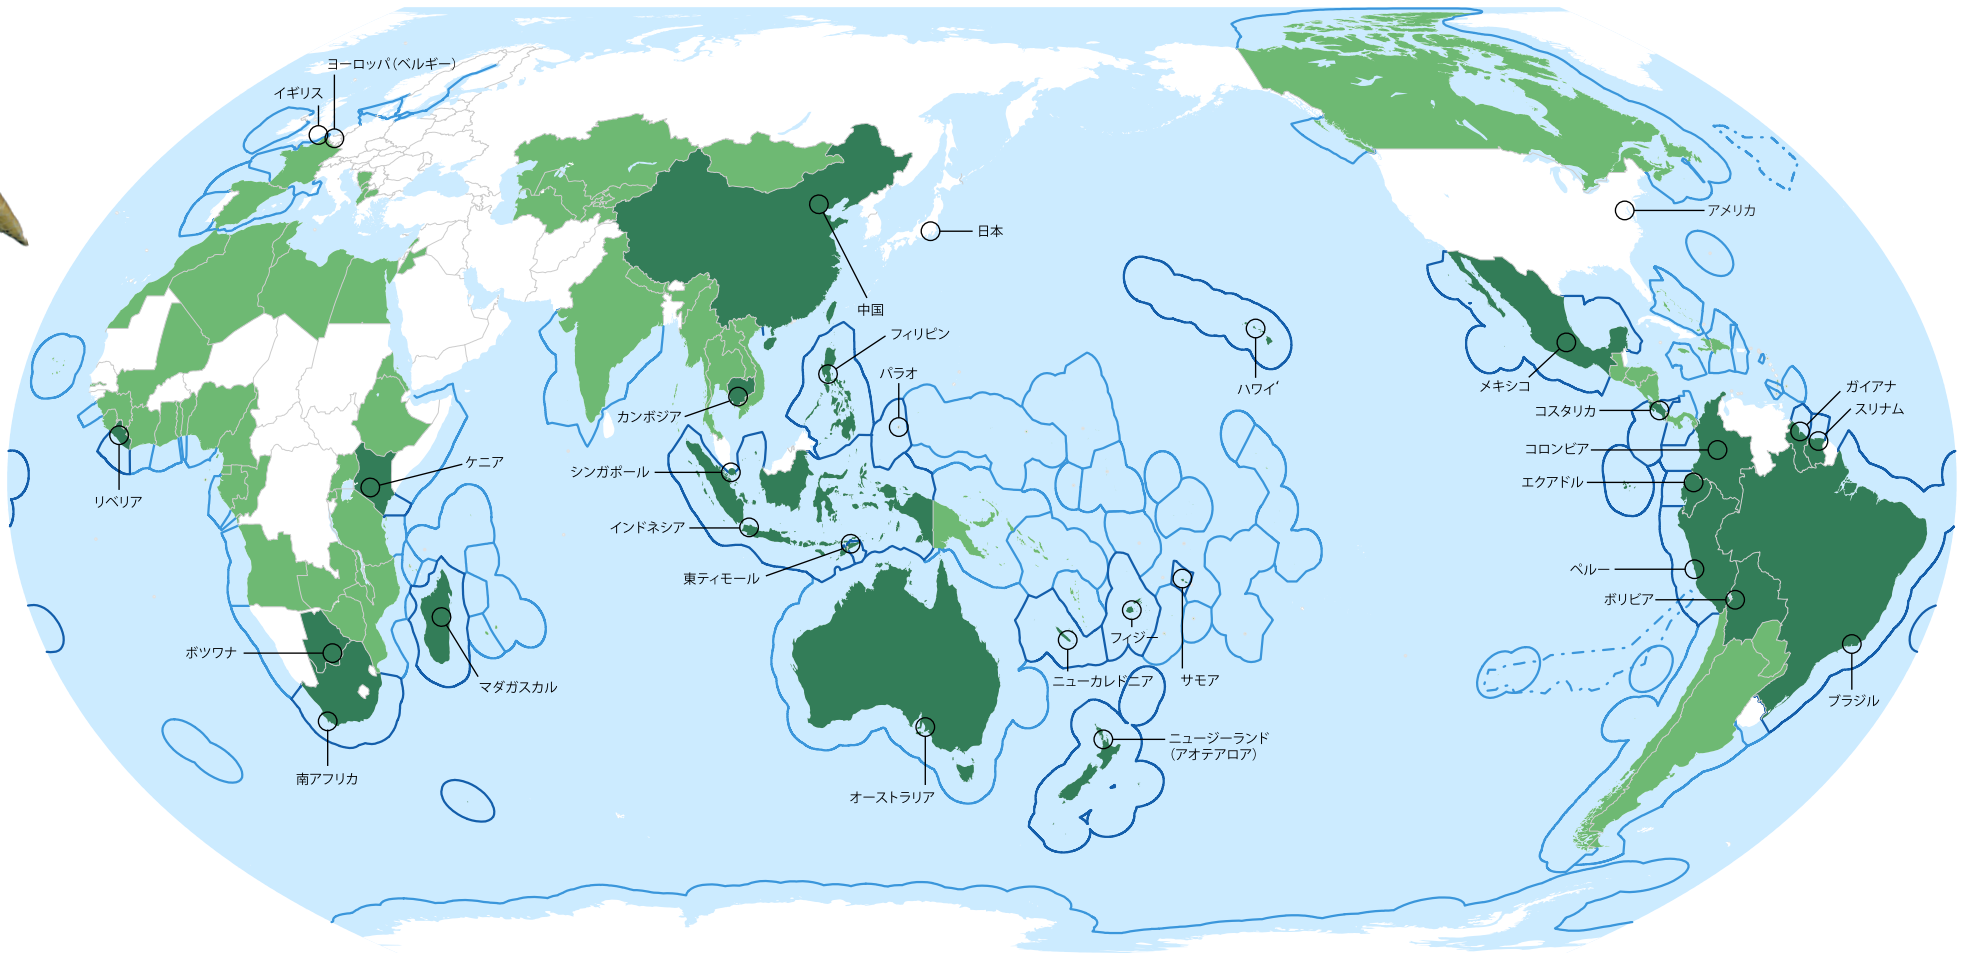 ヨーロッパ(ベルギー)
イギリス
アメリカ
日本
中国
フィリピン
パラオ
ハワイʻ
メキシコ
ガイアナ
コスタリカ
スリナム
カンボジア
コロンビア
ケニア
シンガポール
エクアドル
リベリア
インドネシア
東ティモール
ペルー
ボリビア
フィジー
ボツワナ
マダガスカル
ニューカレドニア
サモア
ブラジル
ニュージーランド
(アオテアロア)
南アフリカ
オーストラリア